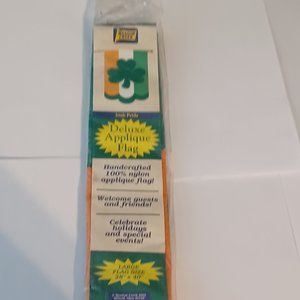 Irish Pride
Deluxe
Applique
Flag
Handcrafted
100% nylon
applique flag!
Welcome guests
and friends!
Celebrate
holidays
and special
events!
LARGE
FLAG SIZE
28" x 40"